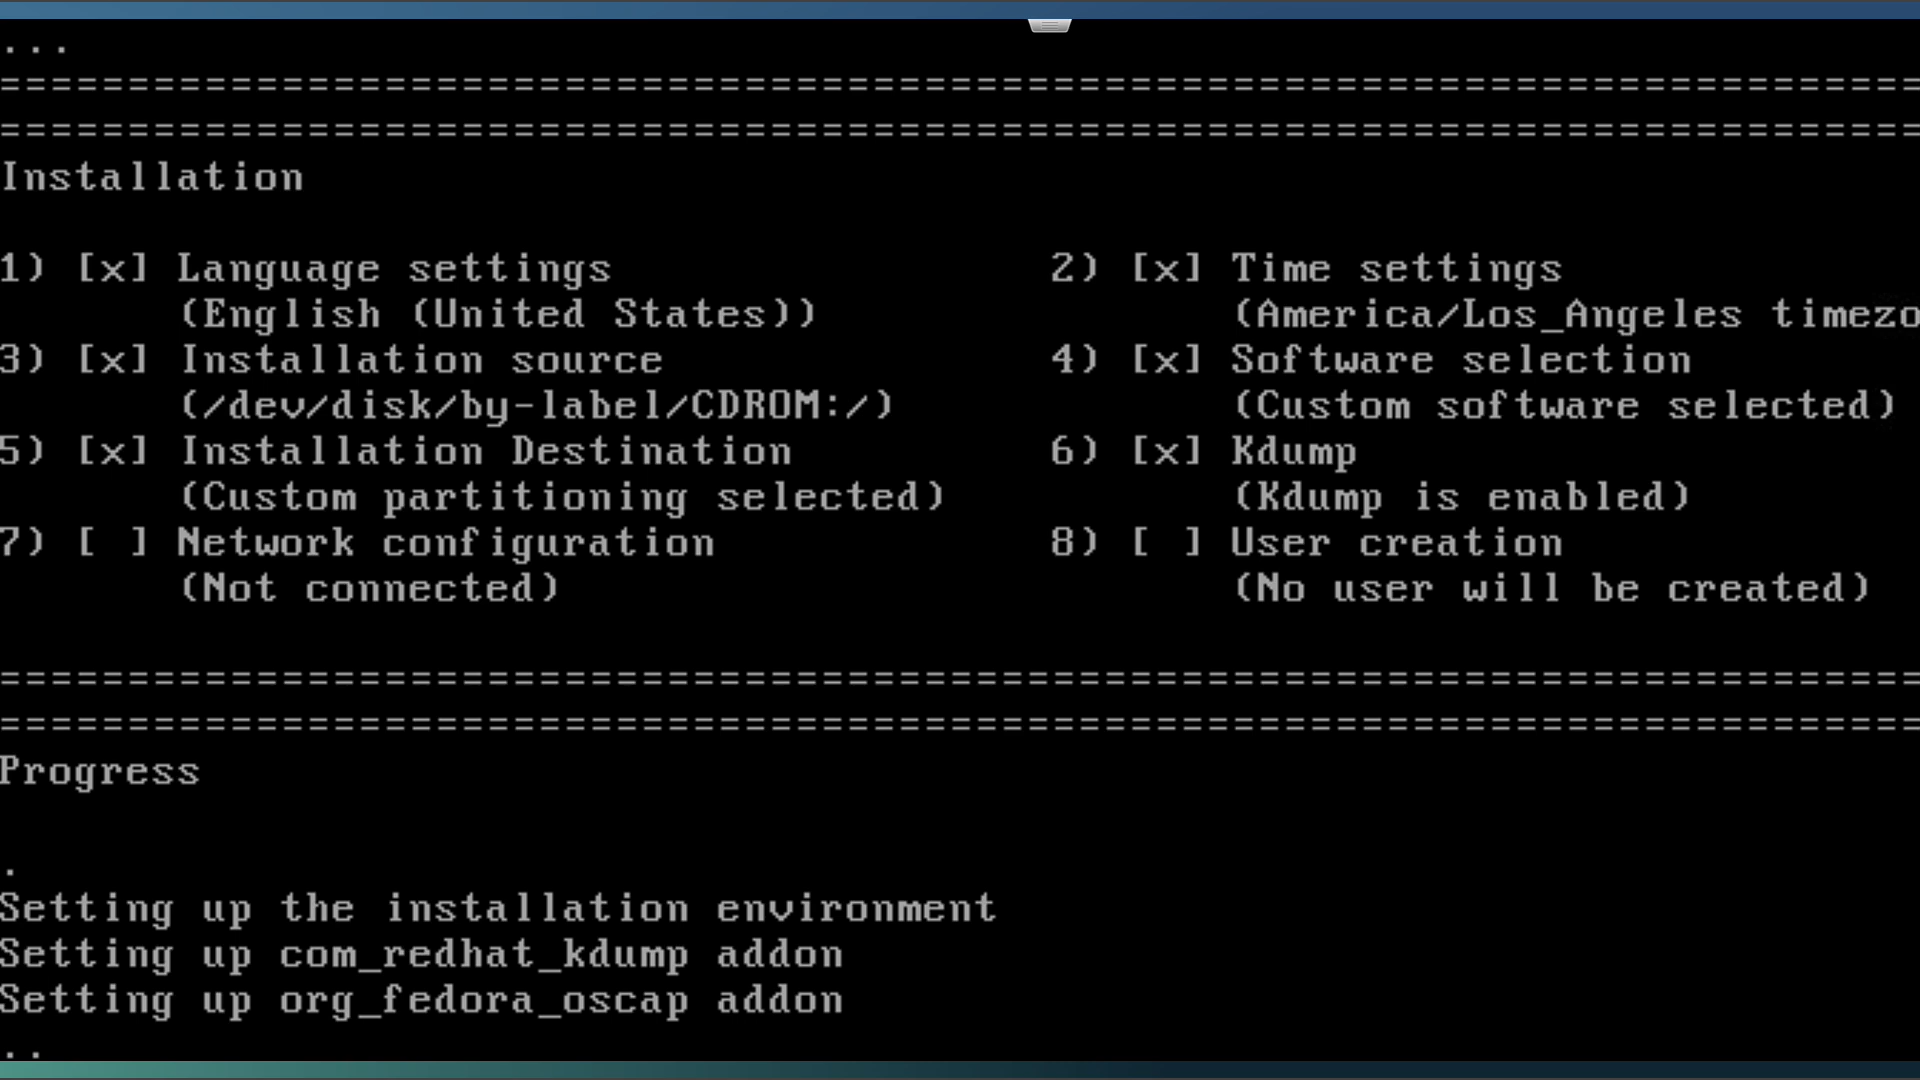 ...
================================================================================
================================================================================
Installation
1) [x] Language settings 2) [x] Time settings
(English (United States)) (America/Los_Angeles timezo
3) [x] Installation source 4) [x] Software selection
(/dev/disk/by-label/CDROM:/) (Custom software selected)
5) [x] Installation Destination 6) [x] Kdump
(Custom partitioning selected) (Kdump is enabled)
7) [ ] Network configuration 8) [ ] User creation
(Not connected) (No user will be created)
================================================================================
================================================================================
Progress
.
Setting up the installation environment
Setting up com_redhat_kdump addon
Setting up org_fedora_oscap addon
..